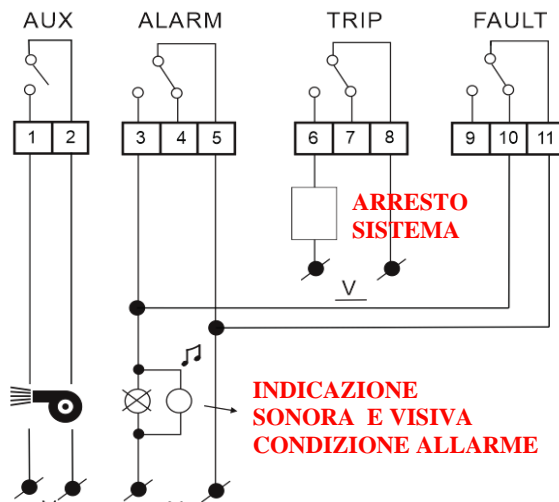 AUX ALARM TRIP FAULT
1 2 3 4 5 6 7 8 9 10 11
ARRESTO
SISTEMA
V
INDICAZIONE
SONORA E VISIVA
CONDIZIONE ALLARME